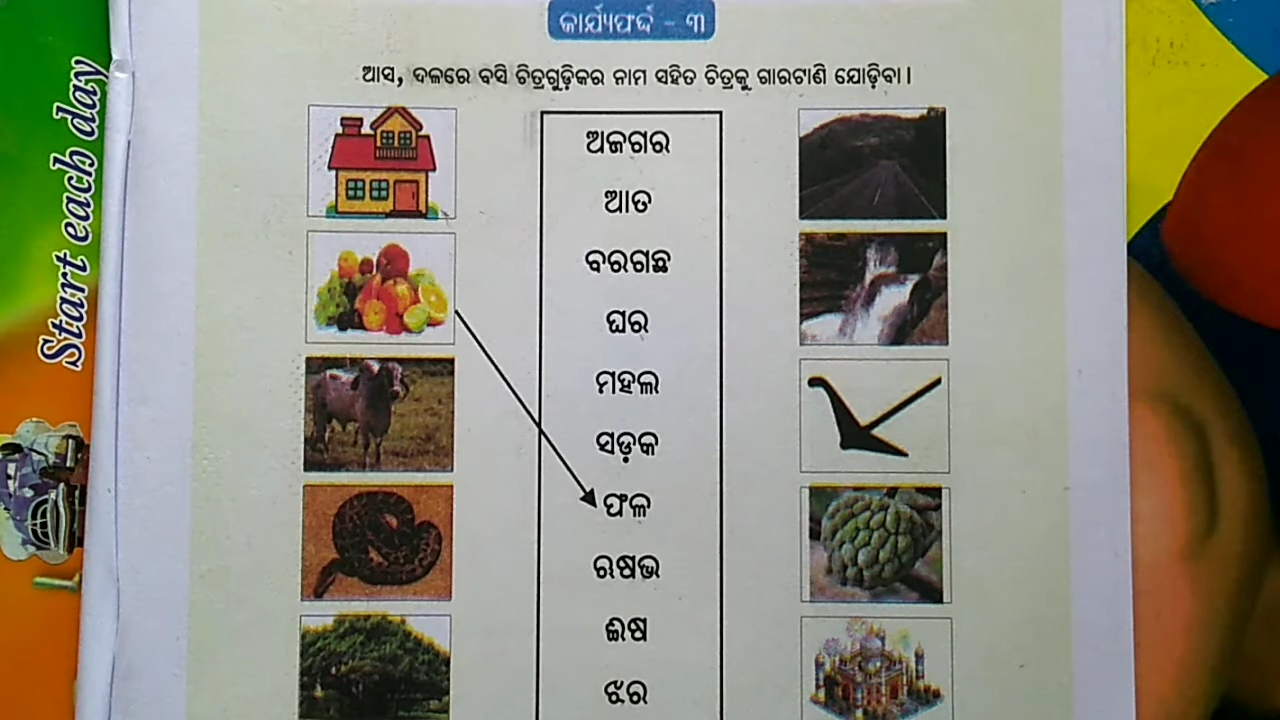 Start each day
କାର୍ଯ୍ୟଫର୍ଦ୍ଦ - ୩
ଆସ, ଦଳରେ ବସି ଚିତ୍ରଗୁଡ଼ିକର ନାମ ସହିତ ଚିତ୍ରକୁ ଗାରଟାଣି ଯୋଡ଼ିବା ।
ଅଜଗର
ଆତ
ବରଗଛ
ଘର
ମହଲ
ସଡ଼କ
ଫଳ
ଋଷଭ
ଈଷ
ଝର